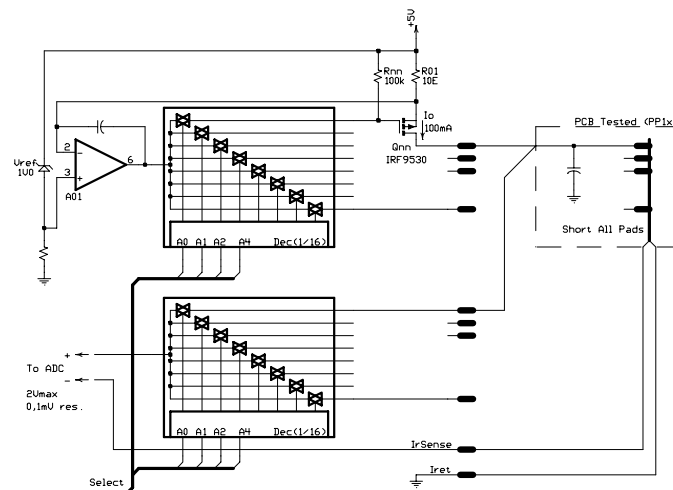 +5V
Rnn
100k
R01
10E
Io
100mA
PCB Tested (PP1x
Qnn
IRF9530
Vref
1V0
2
-
3
+
6
A01
A0 A1 A2 A4 Dec(1/16)
Short All Pads
+
To ADC
-
2Vmax
0,1mV res.
A0 A1 A2 A4 Dec(1/16)
IrSense
Iret
Select